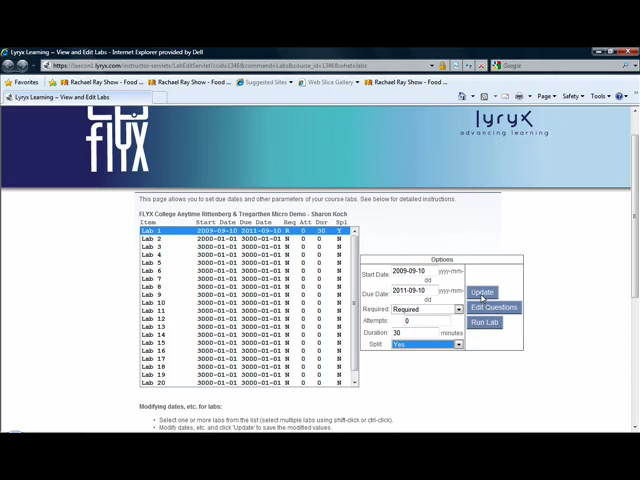 Lyryx Learning ~ View and Edit Labs - Internet Explorer provided by Dell
Favorites Rachael Ray Show - Food ... Rachael Ray Show - Food ... Suggested Sites Web Slice Gallery Rachael Ray Show - Food ...
Lyryx Learning ~ View and Edit Labs
Page Safety Tools
flyx
lyryx
advancing learning
This page allows you to set due dates and other parameters of your course labs. See below for detailed instructions.
FLYX College Anytime Rittenberg & Tregarthen Micro Demo - Sharon Koch
Item Start Date Due Date Req Att Dur Spl
Lab 1 2009-09-10 2011-09-10 R 0 30 Y
Lab 2 2000-01-01 3000-01-01 N 0 0 N
Lab 3 3000-01-01 3000-01-01 N 0 0 N
Lab 4 3000-01-01 3000-01-01 N 0 0 N
Lab 5 3000-01-01 3000-01-01 N 0 0 N
Lab 6 3000-01-01 3000-01-01 N 0 0 N
Lab 7 3000-01-01 3000-01-01 N 0 0 N
Lab 8 3000-01-01 3000-01-01 N 0 0 N
Lab 9 3000-01-01 3000-01-01 N 0 0 N
Lab 10 3000-01-01 3000-01-01 N 0 0 N
Lab 11 3000-01-01 3000-01-01 N 0 0 N
Lab 12 3000-01-01 3000-01-01 N 0 0 N
Lab 13 3000-01-01 3000-01-01 N 0 0 N
Lab 14 3000-01-01 3000-01-01 N 0 0 N
Lab 15 3000-01-01 3000-01-01 N 0 0 N
Lab 16 3000-01-01 3000-01-01 N 0 0 N
Lab 17 3000-01-01 3000-01-01 N 0 0 N
Lab 18 3000-01-01 3000-01-01 N 0 0 N
Lab 19 3000-01-01 3000-01-01 N 0 0 N
Lab 20 3000-01-01 3000-01-01 N 0 0 N
Options
Start Date: 2009-09-10 yyyy-mm-dd
Due Date: 2011-09-10 yyyy-mm-dd
Required: Required
Attempts: 0
Duration: 30 minutes
Split: Yes
Update
Edit Questions
Run Lab
Modifying dates, etc. for labs:
• Select one or more labs from the list (select multiple labs using shift-click or ctrl-click).
• Modify dates, etc. and click 'Update' to save the modified values.